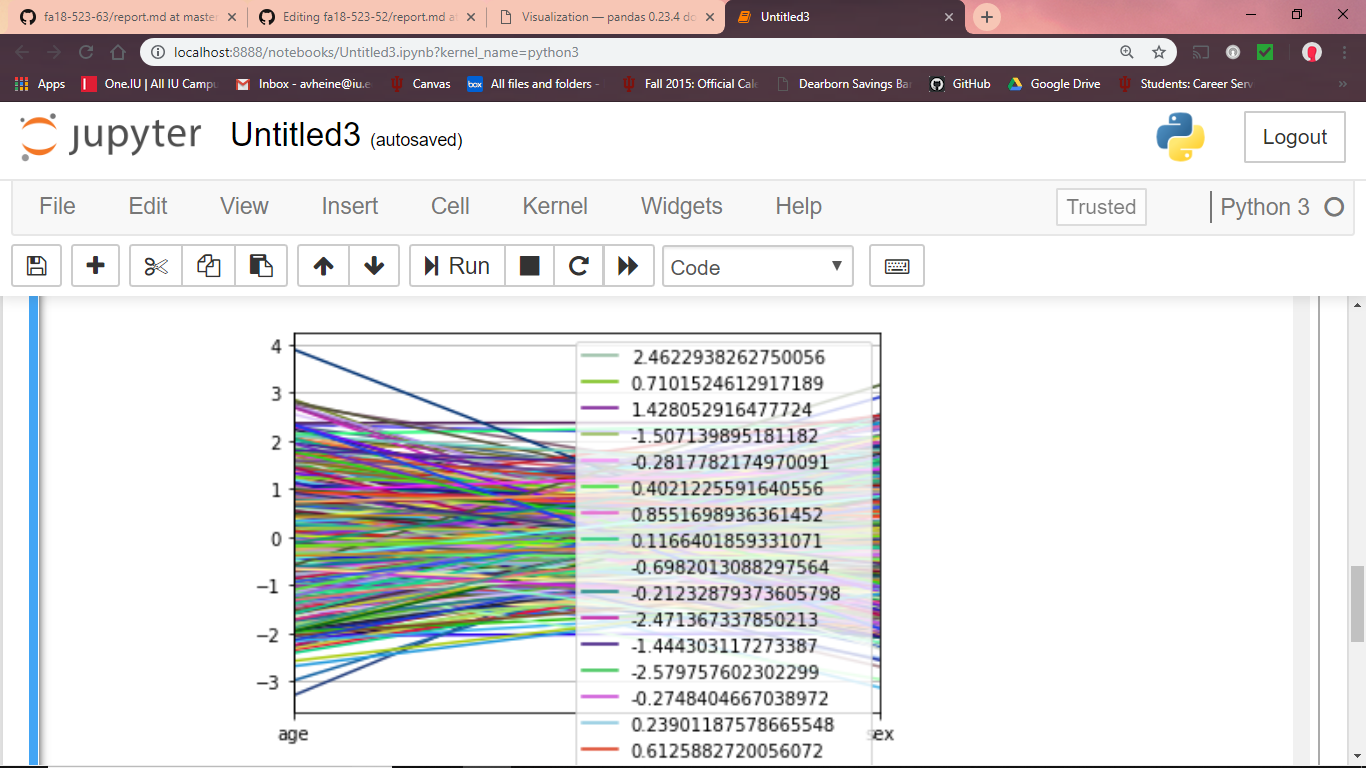 fa18-523-63/report.md at master
Editing fa18-523-52/report.md at
Visualization — pandas 0.23.4 do
Untitled3
localhost:8888/notebooks/Untitled3.ipynb?kernel_name=python3
Apps
One.IU | All IU Campu
Inbox - avheine@iu.e
Canvas
box
All files and folders -
Fall 2015: Official Cale
Dearborn Savings Ba
GitHub
Google Drive
Students: Career Serv
»
jupyter
Untitled3 (autosaved)
Logout
File Edit View Insert Cell Kernel Widgets Help
Trusted
Python 3
Run
Code
4
3
2
1
0
−1
−2
−3
age
sex
2.4622938262750056
0.7101524612917189
1.428052916477724
-1.507139895181182
-0.2817782174970091
0.4021225591640556
0.8551698936361452
0.1166401859331071
-0.6982013088297564
-0.21232879373605798
-2.471367337850213
-1.444303117273387
-2.579757602302299
-0.2748404667038972
0.23901187578665548
0.6125882720056072